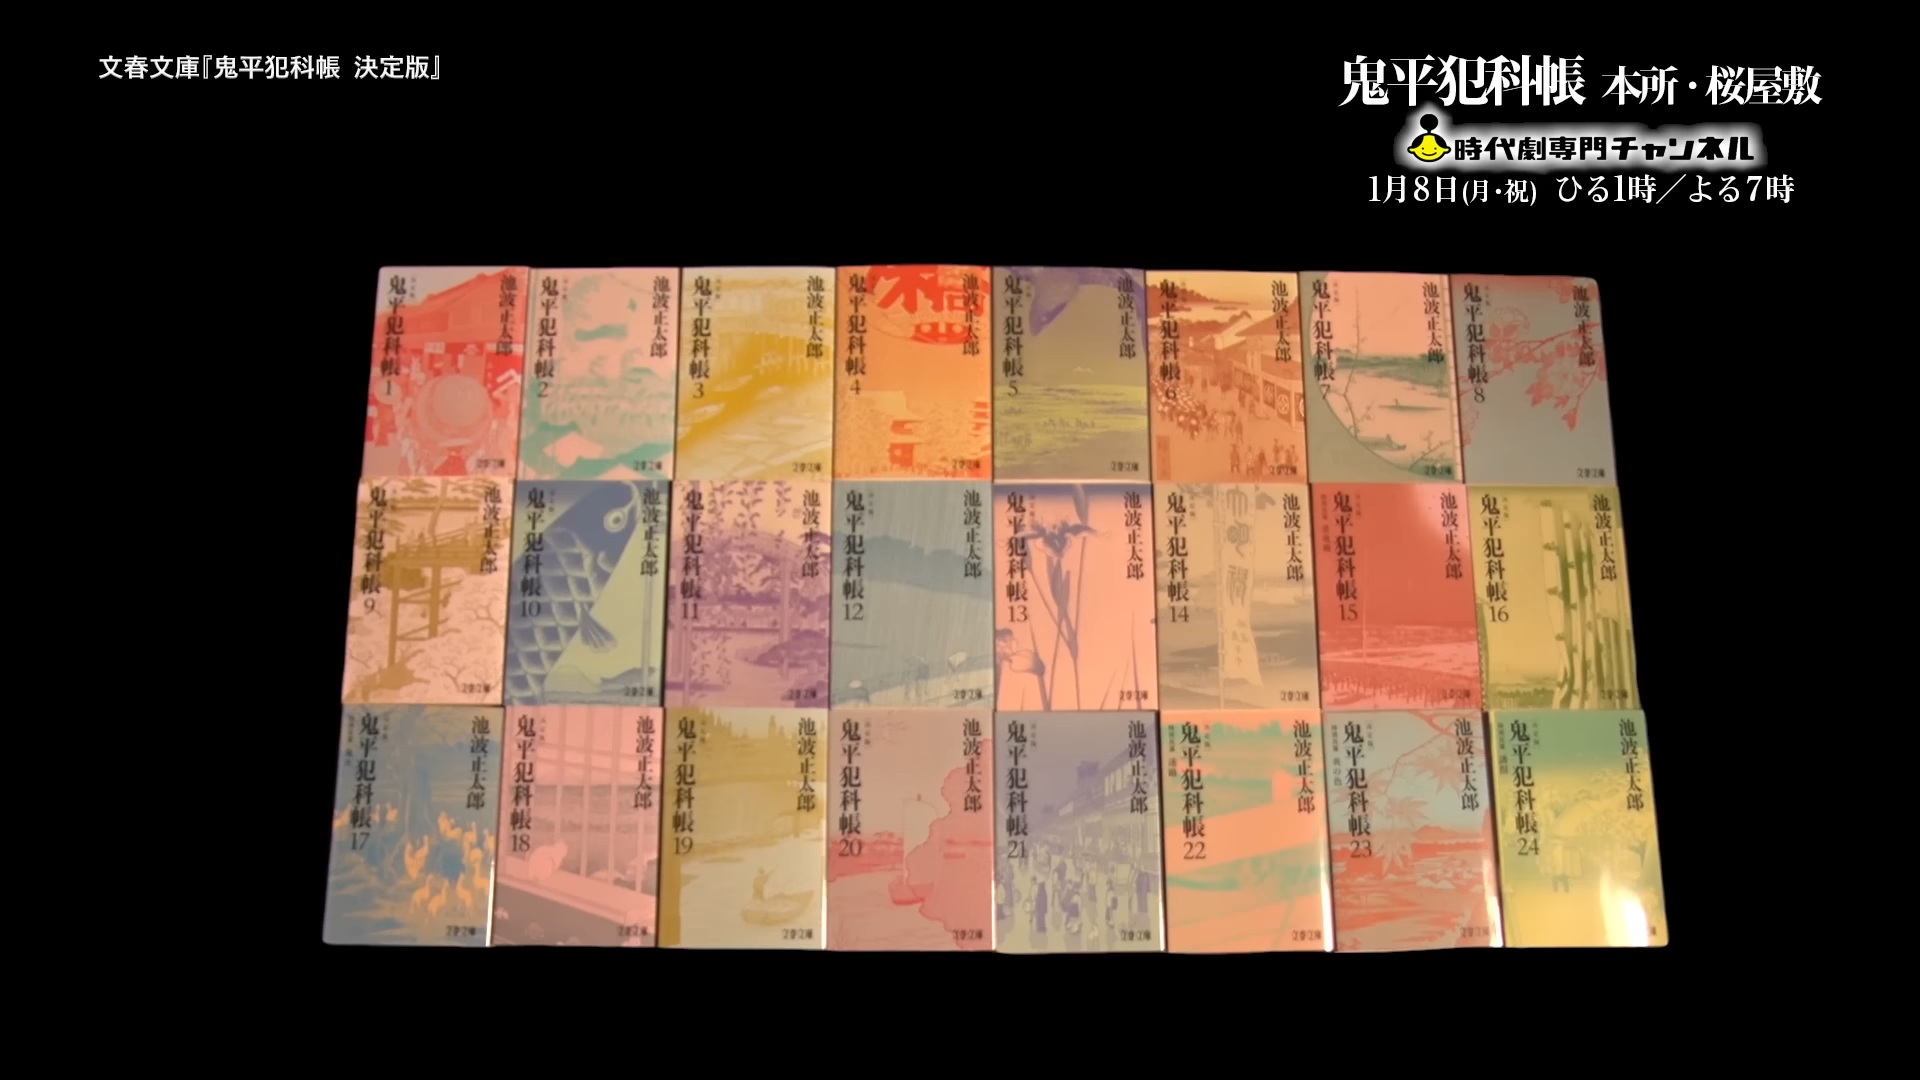 文春文庫『鬼平犯科帳 決定版』
鬼平犯科帳 本所・桜屋敷
時代劇専門チャンネル
1月8日(月・祝) ひる1時／よる7時
鬼平犯科帳 1
池波正太郎
鬼平犯科帳 2
池波正太郎
鬼平犯科帳 3
池波正太郎
鬼平犯科帳 4
池波正太郎
鬼平犯科帳 5
池波正太郎
鬼平犯科帳 6
池波正太郎
鬼平犯科帳 7
池波正太郎
鬼平犯科帳 8
池波正太郎
鬼平犯科帳 9
池波正太郎
鬼平犯科帳 10
池波正太郎
鬼平犯科帳 11
池波正太郎
鬼平犯科帳 12
池波正太郎
鬼平犯科帳 13
池波正太郎
鬼平犯科帳 14
池波正太郎
鬼平犯科帳 15
池波正太郎
鬼平犯科帳 16
池波正太郎
鬼平犯科帳 17
池波正太郎
鬼平犯科帳 18
池波正太郎
鬼平犯科帳 19
池波正太郎
鬼平犯科帳 20
池波正太郎
鬼平犯科帳 21
池波正太郎
鬼平犯科帳 22
池波正太郎
鬼平犯科帳 23
池波正太郎
鬼平犯科帳 24
池波正太郎